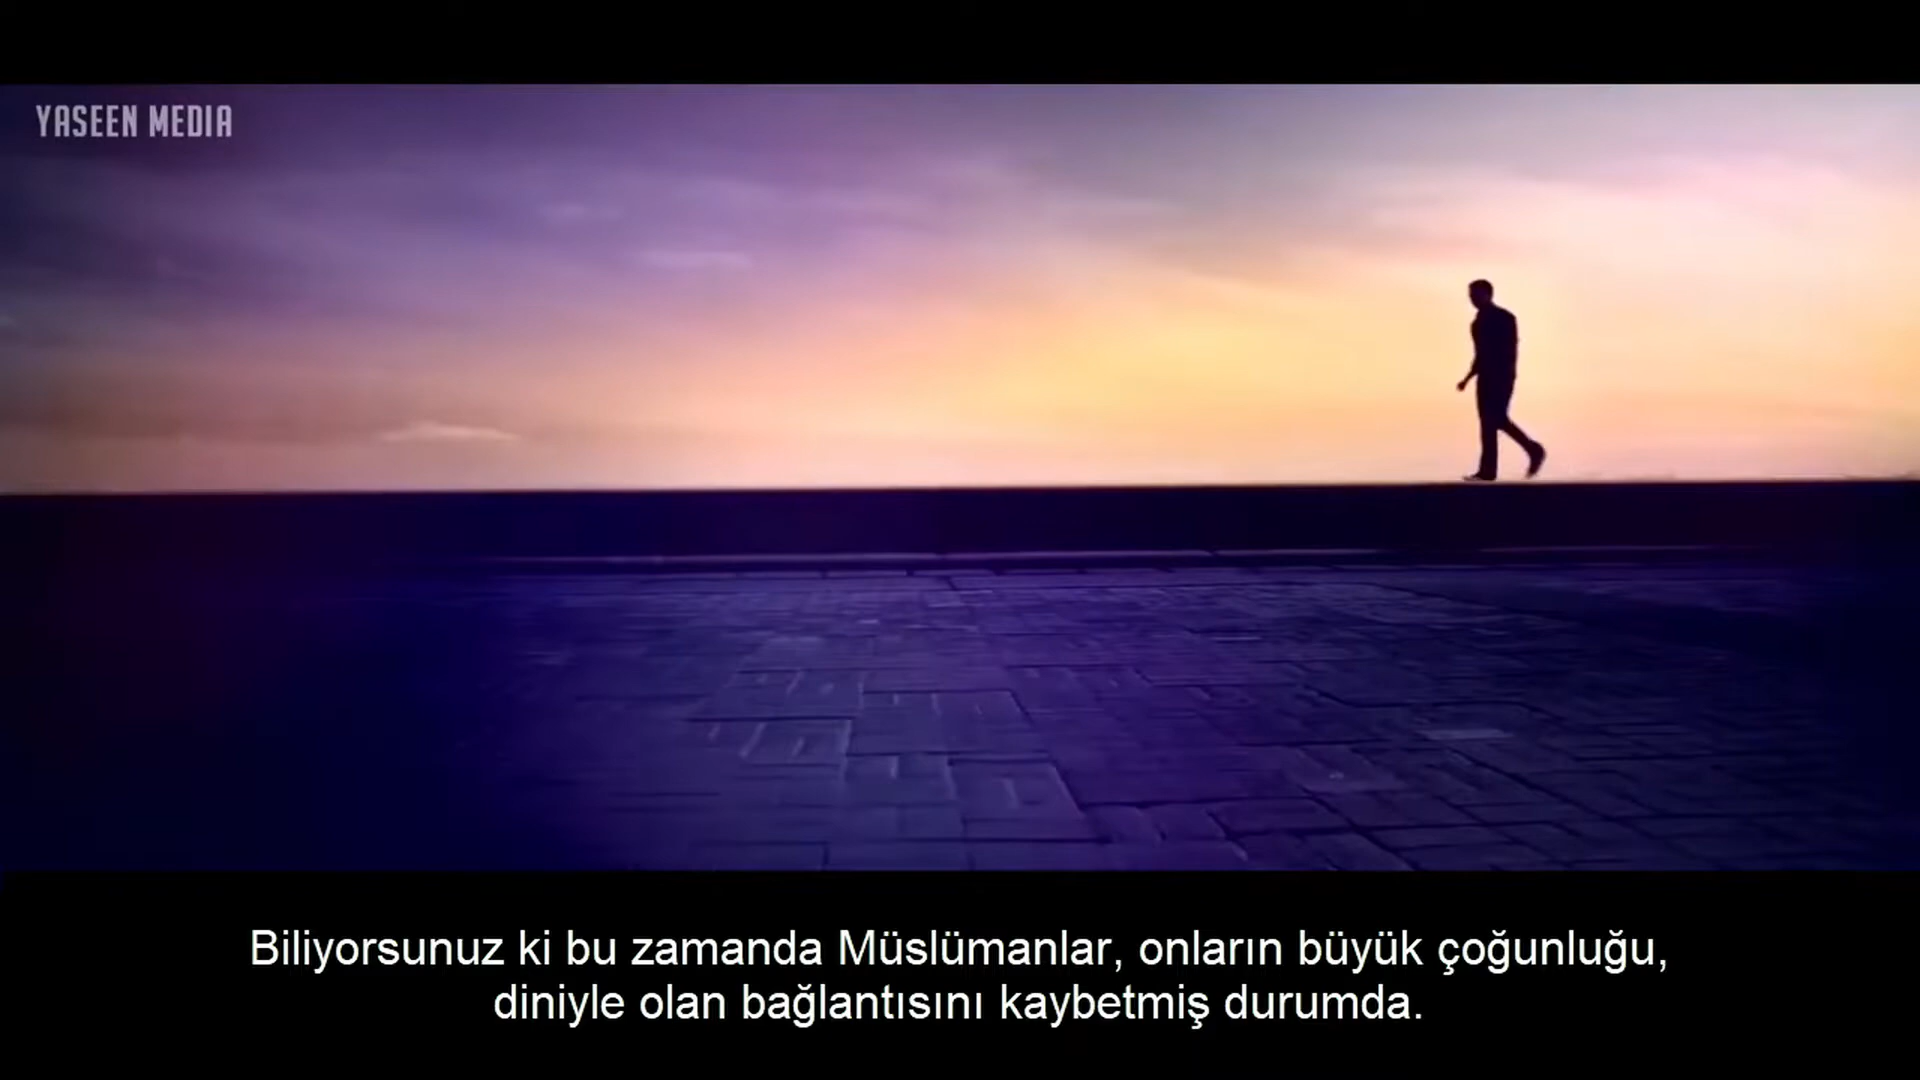 YASEEN MEDIA
Biliyorsunuz ki bu zamanda Müslümanlar, onların büyük çoğunluğu,
diniyle olan bağlantısını kaybetmiş durumda.